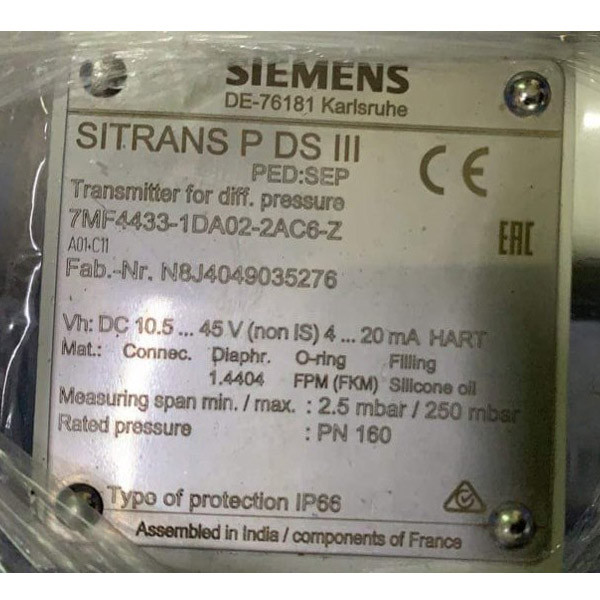 SIEMENS
DE-76181 Karlsruhe
SITRANS P DS III
PED:SEP
CE
Transmitter for diff. pressure
7MF4433-1DA02-2AC6-Z
EAC
A01+C11
Fab.-Nr. N8J4049035276
Vh: DC 10.5 ... 45 V (non IS) 4 ... 20 mA HART
Mat.: Connec. Diaphr. O-ring Filling
1.4404 FPM (FKM) Silicone oil
Measuring span min. / max. : 2.5 mbar / 250 mbar
Rated pressure : PN 160
Type of protection IP66
Assembled in India / components of France